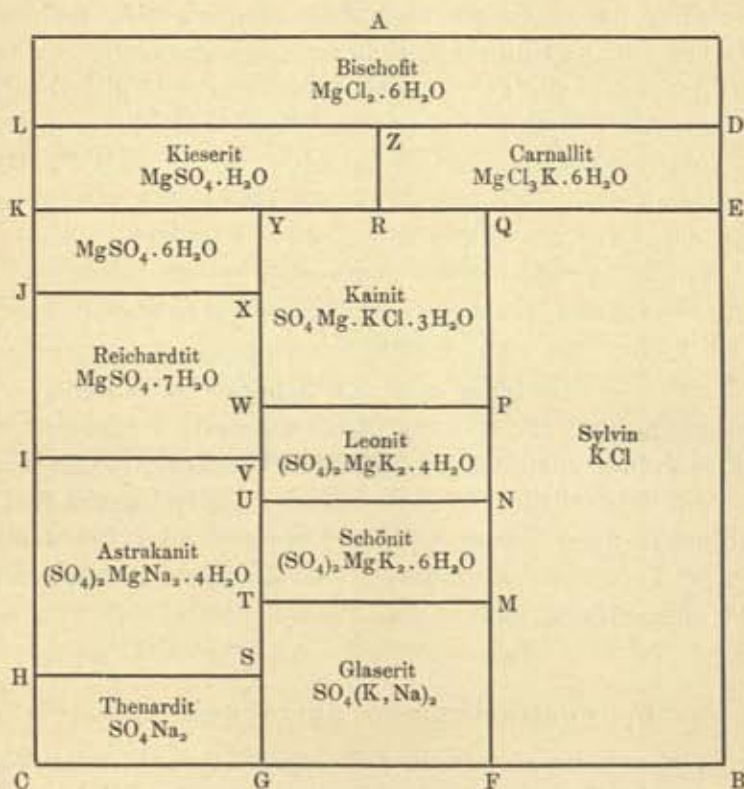 A
Bischofit
MgCl₂.6H₂O
L
Z
D
Kieserit
MgSO₄.H₂O
Carnallit
MgCl₃K.6H₂O
K
Y
R
Q
E
MgSO₄.6H₂O
J
X
Kainit
SO₄Mg.KCl.3H₂O
Reichardtit
MgSO₄.7H₂O
W
P
Sylvin
KCl
Leonit
(SO₄)₂MgK₂.4H₂O
I
V
U
N
Schönit
(SO₄)₂MgK₂.6H₂O
Astrakanit
(SO₄)₂MgNa₂.4H₂O
T
M
S
H
Glaserit
SO₄(K,Na)₂
Thenardit
SO₄Na₂
C
G
F
B